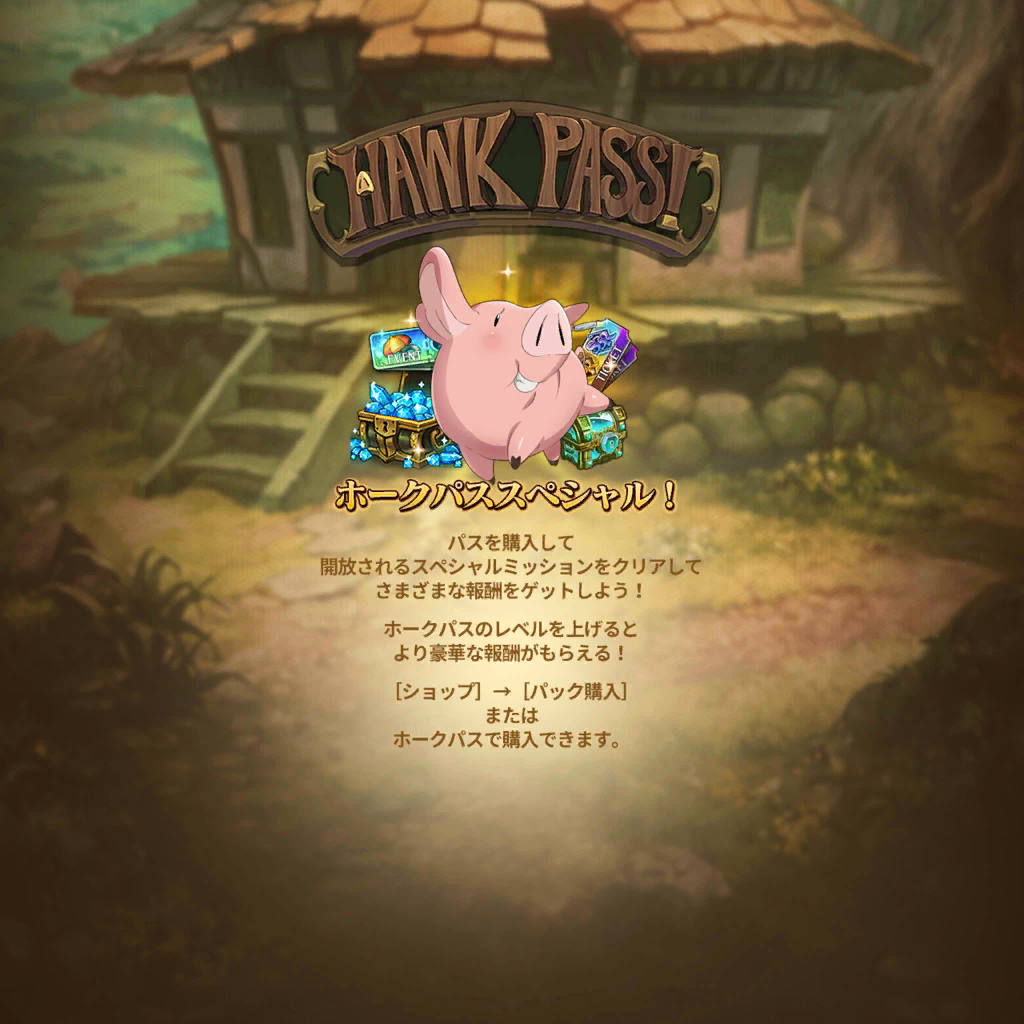 HAWK PASS!
EVENT
ホークパススペシャル！
パスを購入して
開放されるスペシャルミッションをクリアして
さまざまな報酬をゲットしよう！
ホークパスのレベルを上げると
より豪華な報酬がもらえる！
［ショップ］→［パック購入］
または
ホークパスで購入できます。